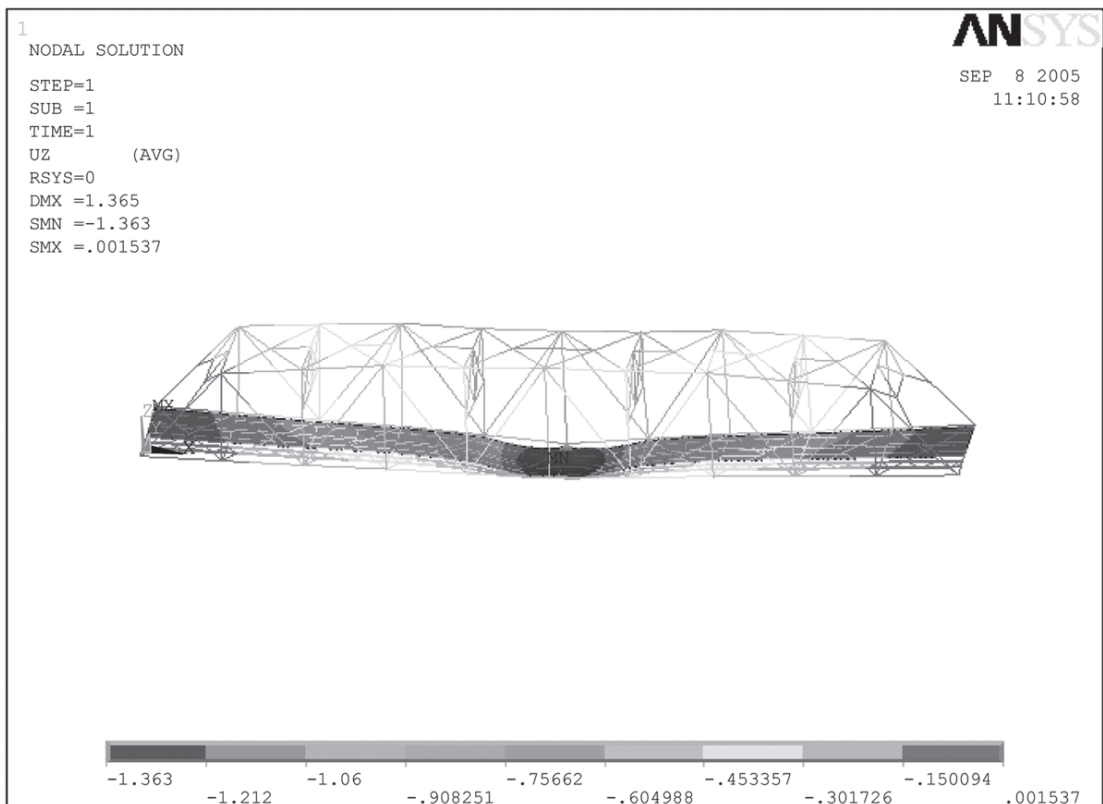 1
ANSYS
NODAL SOLUTION
SEP 8 2005
11:10:58
STEP=1
SUB =1
TIME=1
UZ (AVG)
RSYS=0
DMX =1.365
SMN =-1.363
SMX =.001537
MX
Z
X
MN
-1.363 -1.06 -.75662 -.453357 -.150094
-1.212 -.908251 -.604988 -.301726 .001537